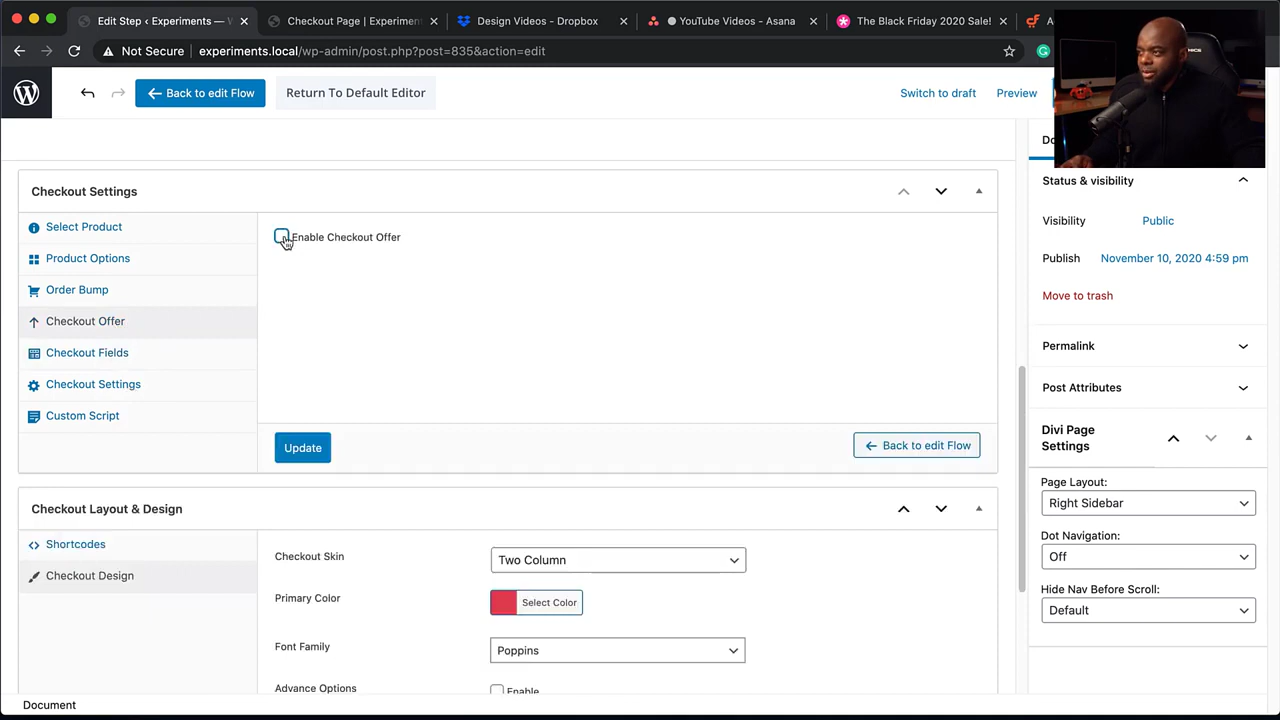 Edit Step ‹ Experiments — W
Checkout Page | Experiment
Design Videos - Dropbox
YouTube Videos - Asana
The Black Friday 2020 Sale!
Not Secure
experiments.local/wp-admin/post.php?post=835&action=edit
Back to edit Flow
Return To Default Editor
Switch to draft
Preview
Do
Checkout Settings
Status & visibility
Select Product
Visibility
Public
Enable Checkout Offer
Product Options
Publish
November 10, 2020 4:59 pm
Order Bump
Move to trash
Checkout Offer
Checkout Fields
Permalink
Checkout Settings
Post Attributes
Custom Script
Divi Page
Settings
Update
Back to edit Flow
Page Layout:
Right Sidebar
Checkout Layout & Design
Dot Navigation:
Shortcodes
Checkout Skin
Two Column
Off
Checkout Design
Hide Nav Before Scroll:
Primary Color
Select Color
Default
Font Family
Poppins
Advance Options
Enable
Document